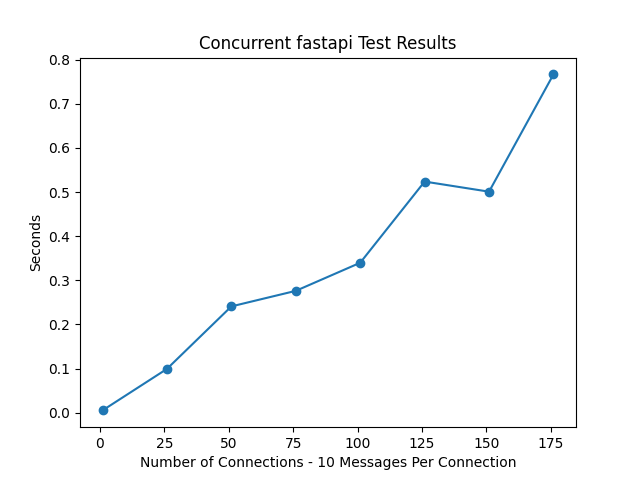 Concurrent fastapi Test Results
0.8
0.7
0.6
0.5
0.4
0.3
0.2
0.1
0.0
Seconds
0 25 50 75 100 125 150 175
Number of Connections - 10 Messages Per Connection